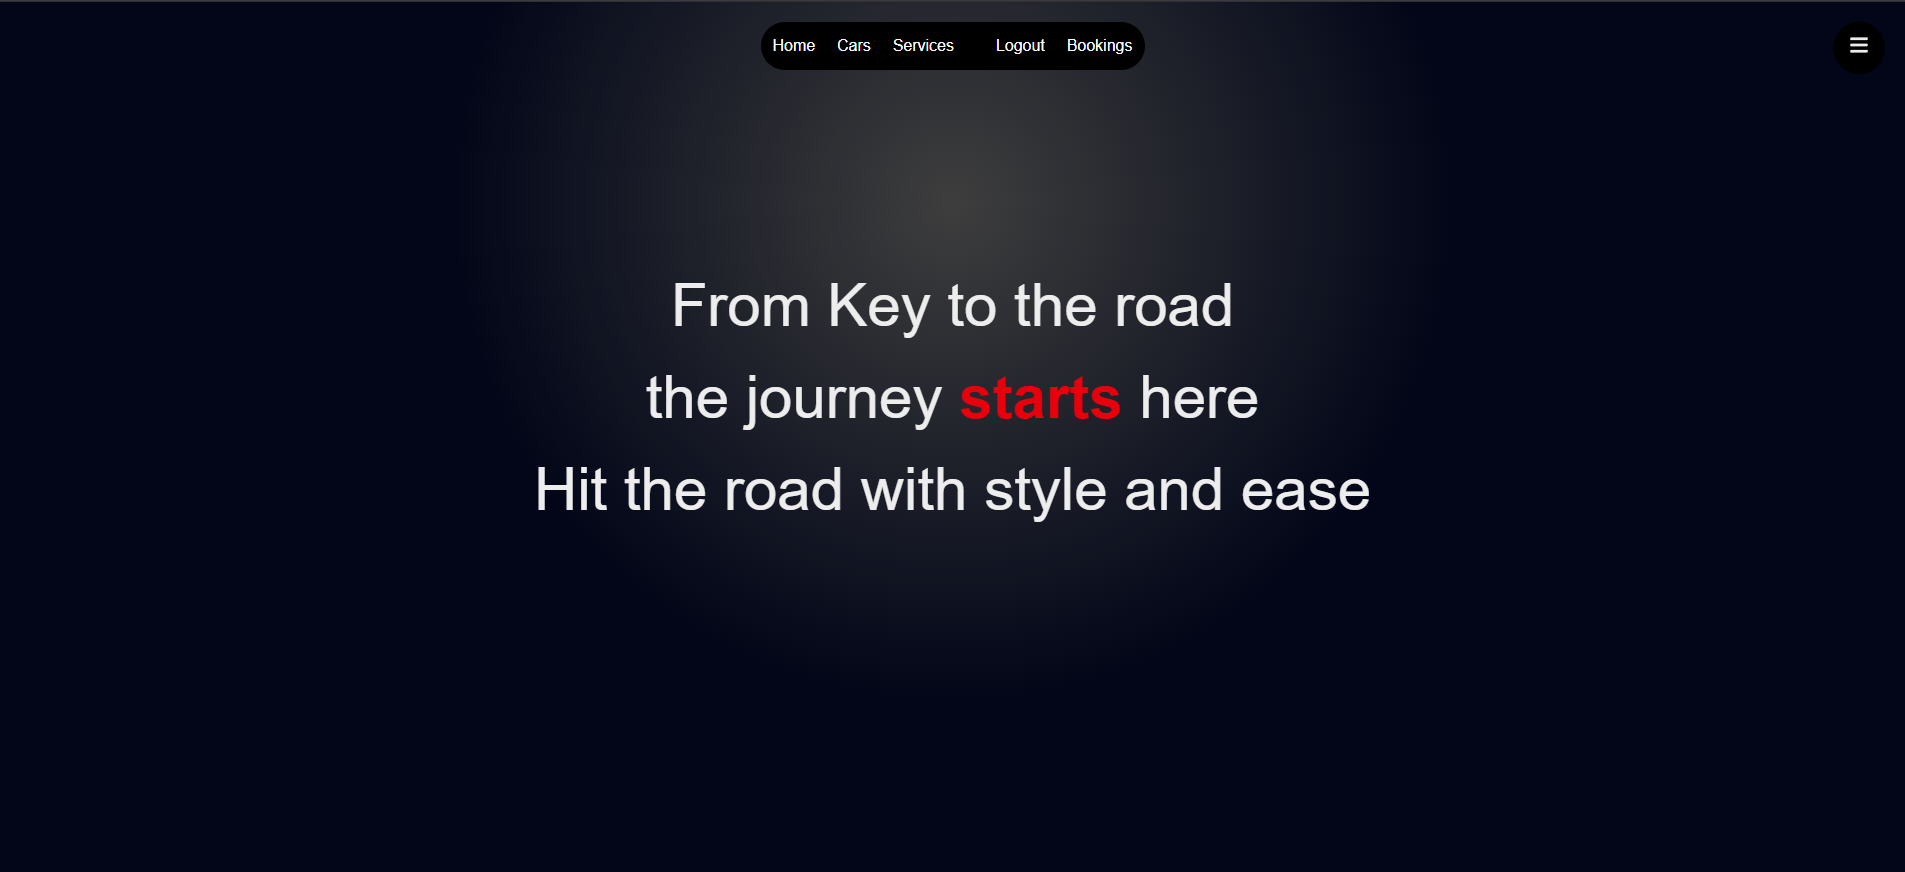 Home Cars Services Logout Bookings
From Key to the road
the journey starts here
Hit the road with style and ease